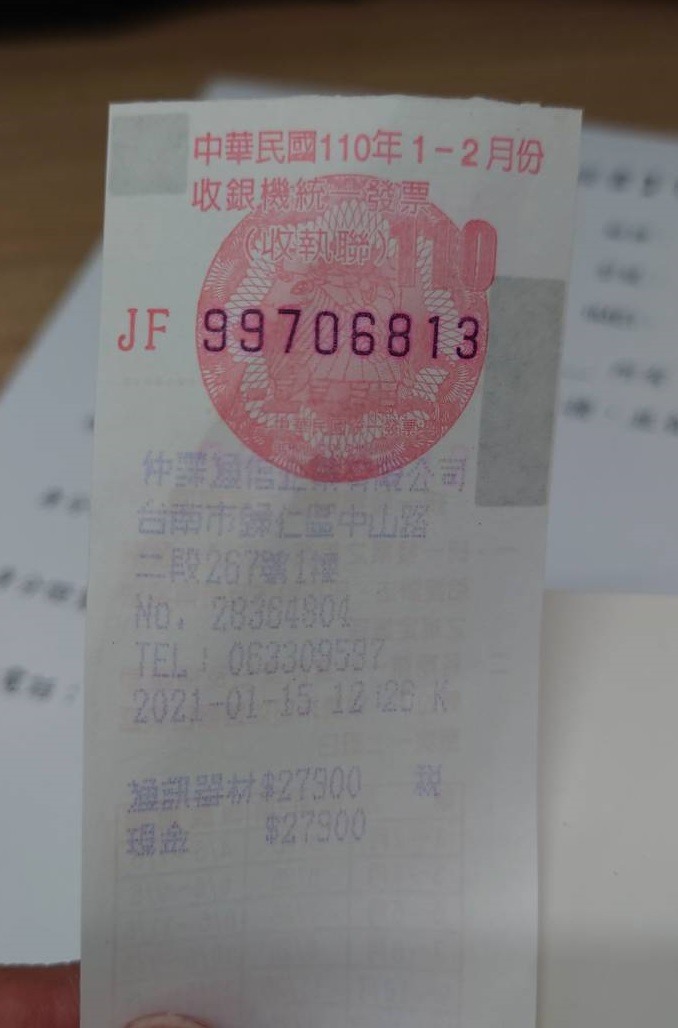 中華民國110年1-2月份
收銀機統一發票
(收執聯)
110
JF 99706813
仲譯通信企業有限公司
台南市歸仁區中山路
二段267號1樓
No. 28364804
TEL: 063309597
2021-01-15 12:26 K
通訊器材$27900 稅
現金 $27900